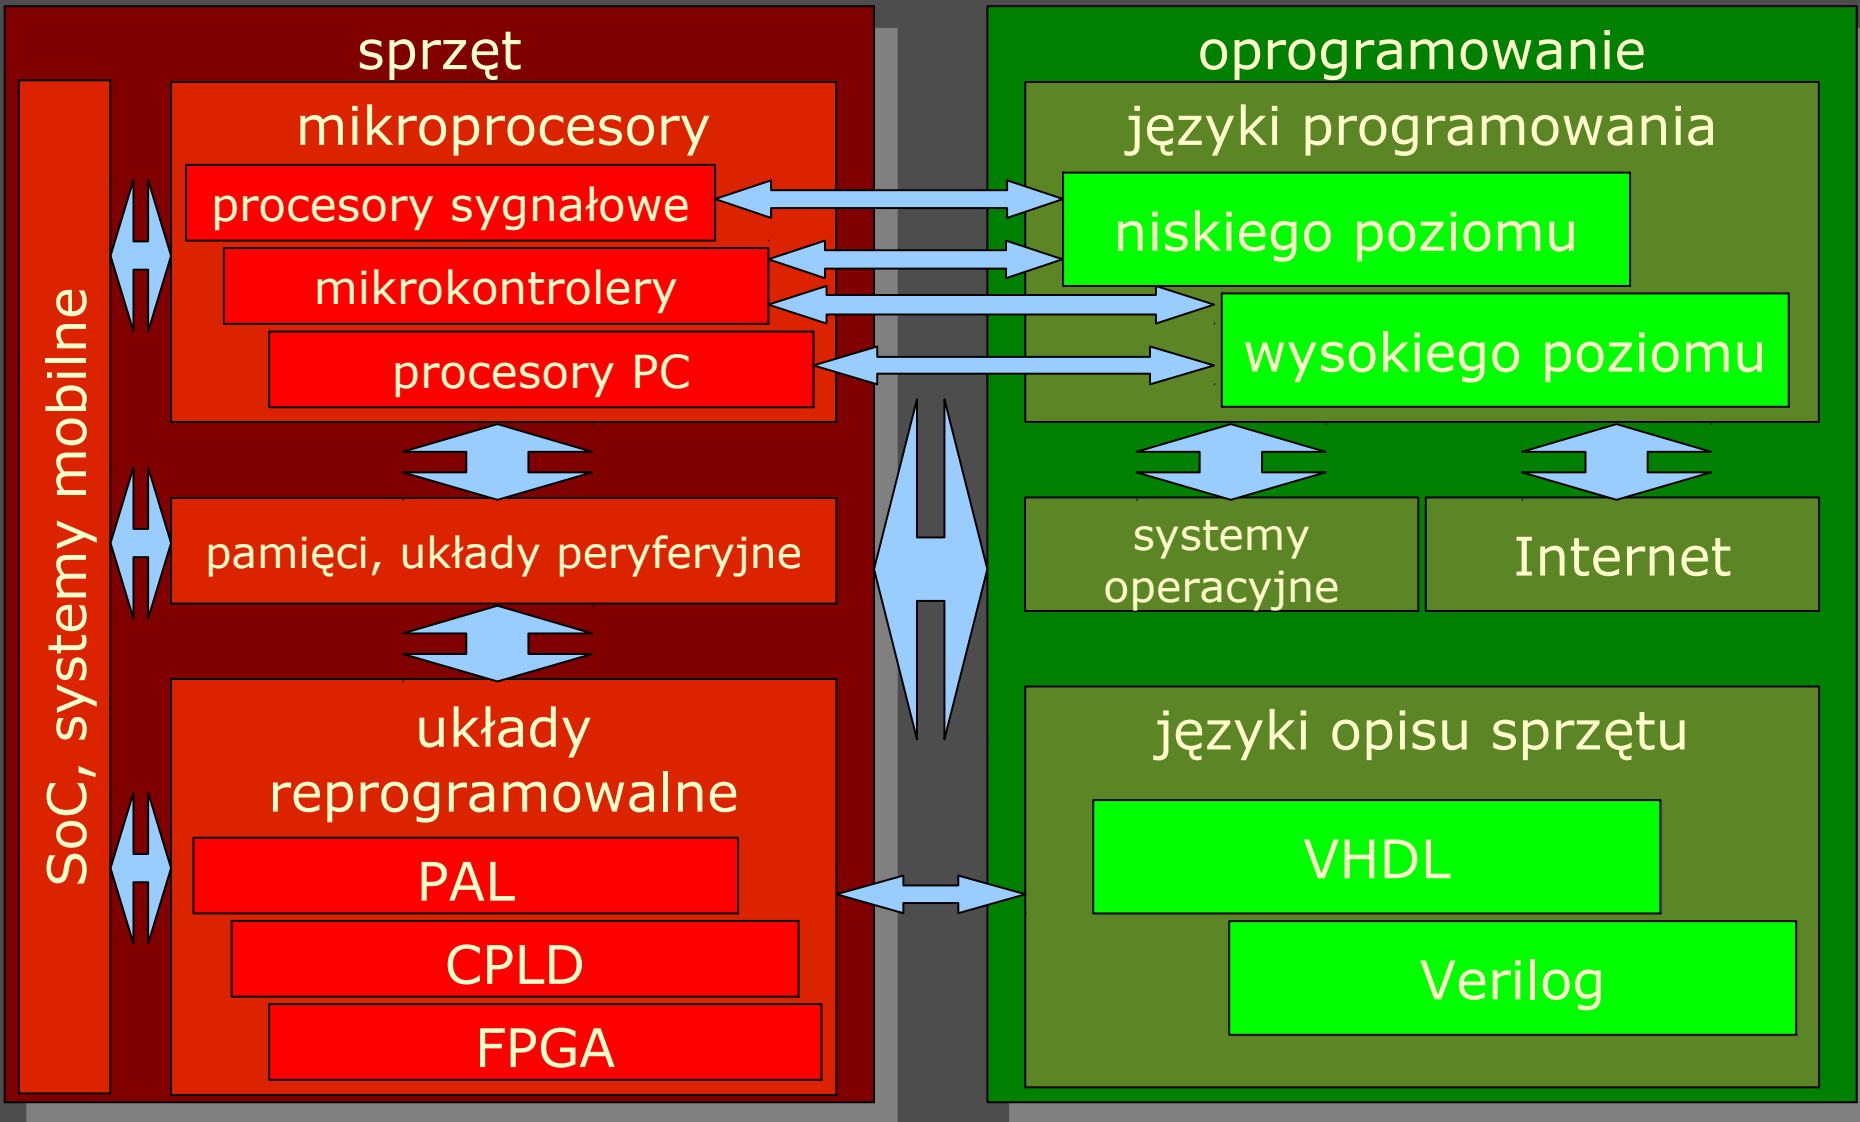 sprzęt
SoC, systemy mobilne
mikroprocesory
procesory sygnałowe
mikrokontrolery
procesory PC
pamięci, układy peryferyjne
układy
reprogramowalne
PAL
CPLD
FPGA
oprogramowanie
języki programowania
niskiego poziomu
wysokiego poziomu
systemy
operacyjne
Internet
języki opisu sprzętu
VHDL
Verilog